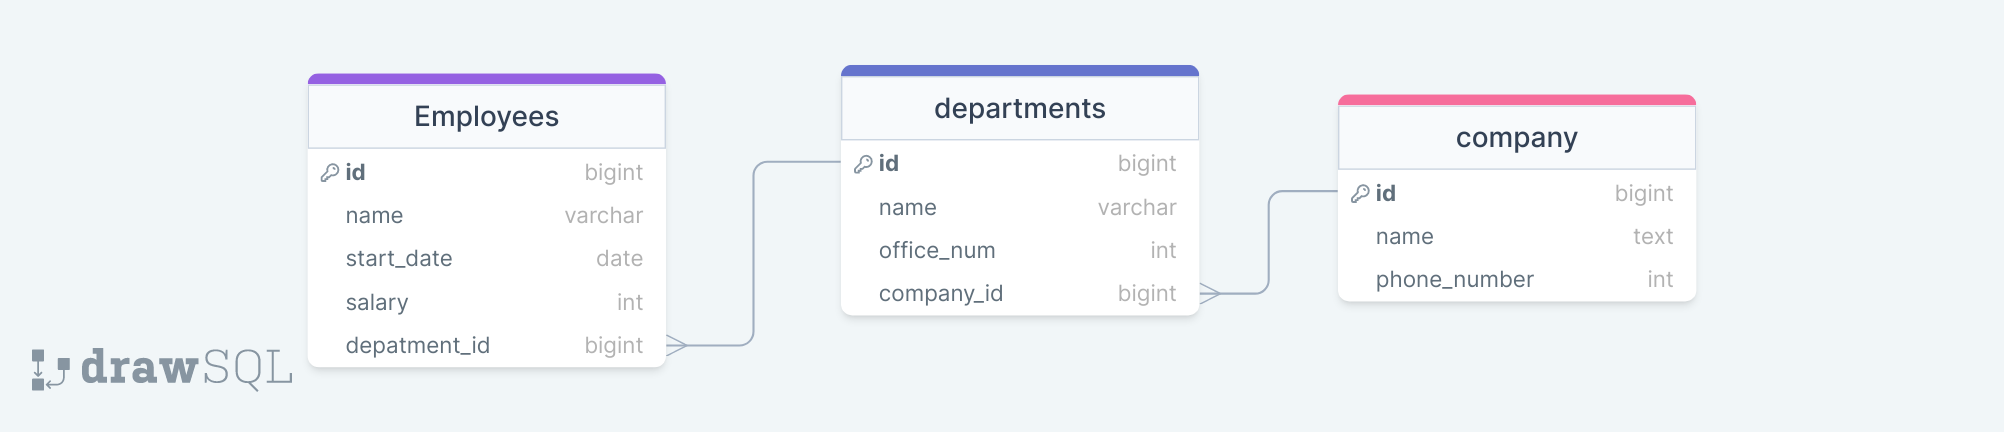 Employees
id bigint
name varchar
start_date date
salary int
depatment_id bigint
departments
id bigint
name varchar
office_num int
company_id bigint
company
id bigint
name text
phone_number int
drawSQL